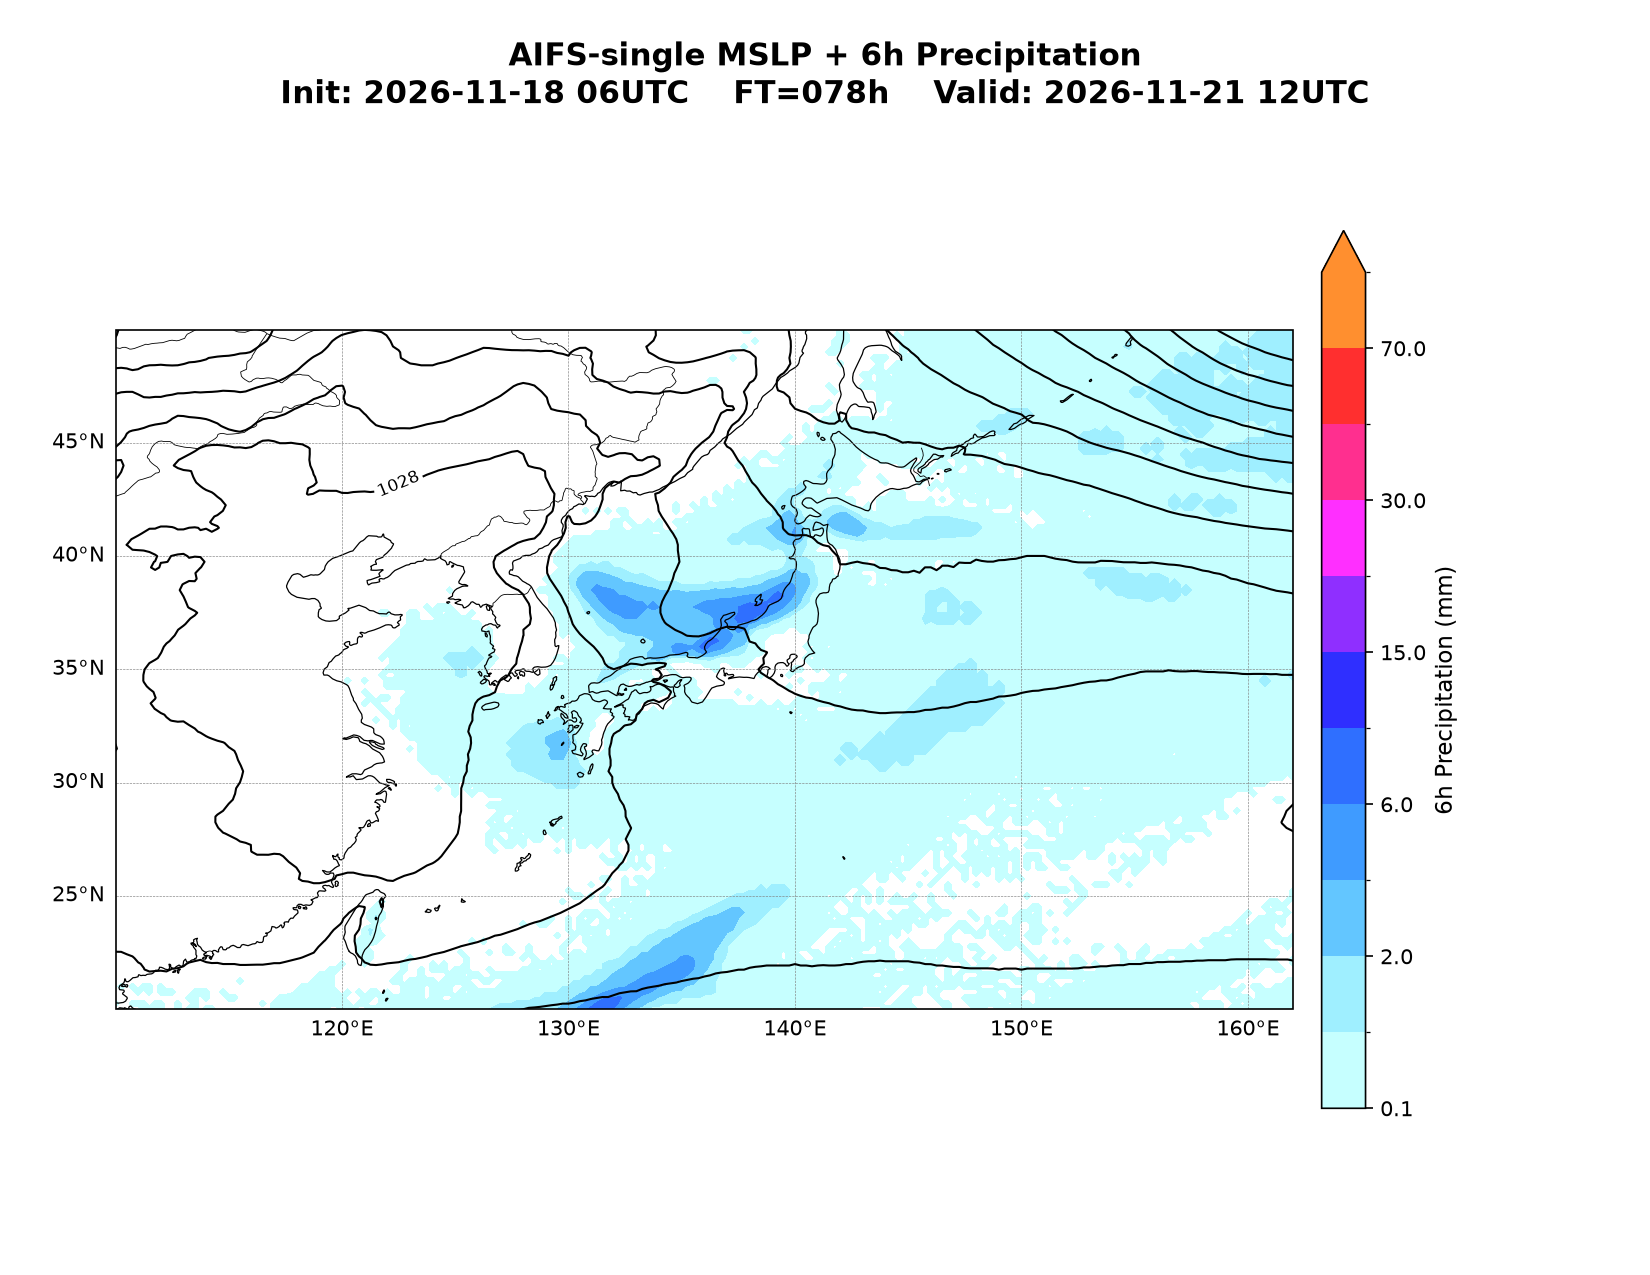 AIFS-single MSLP + 6h Precipitation
Init: 2026-11-18 06UTC    FT=078h    Valid: 2026-11-21 12UTC
1028
45°N
40°N
35°N
30°N
25°N
120°E
130°E
140°E
150°E
160°E
70.0
30.0
15.0
6.0
2.0
0.1
6h Precipitation (mm)